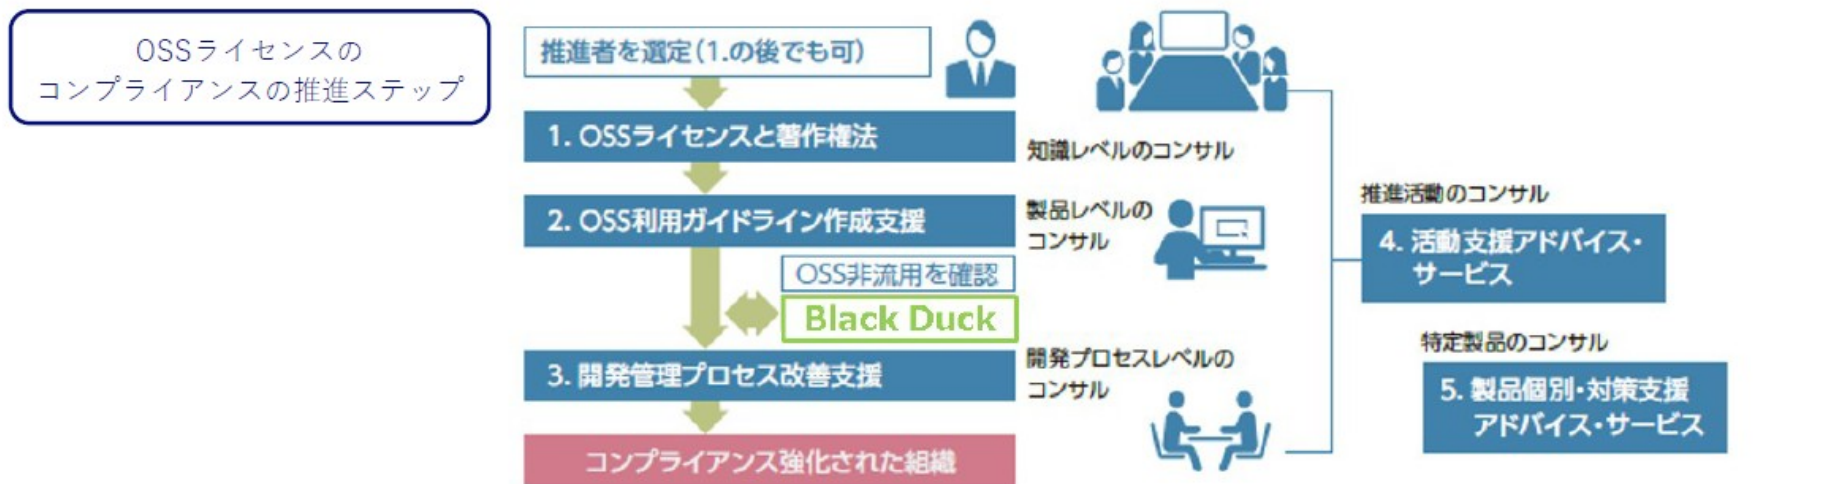 OSSライセンスの
コンプライアンスの推進ステップ
推進者を選定(1.の後でも可)
1. OSSライセンスと著作権法
知識レベルのコンサル
2. OSS利用ガイドライン作成支援
製品レベルの
コンサル
OSS非流用を確認
Black Duck
3. 開発管理プロセス改善支援
開発プロセスレベルの
コンサル
コンプライアンス強化された組織
推進活動のコンサル
4. 活動支援アドバイス・
サービス
特定製品のコンサル
5. 製品個別・対策支援
アドバイス・サービス